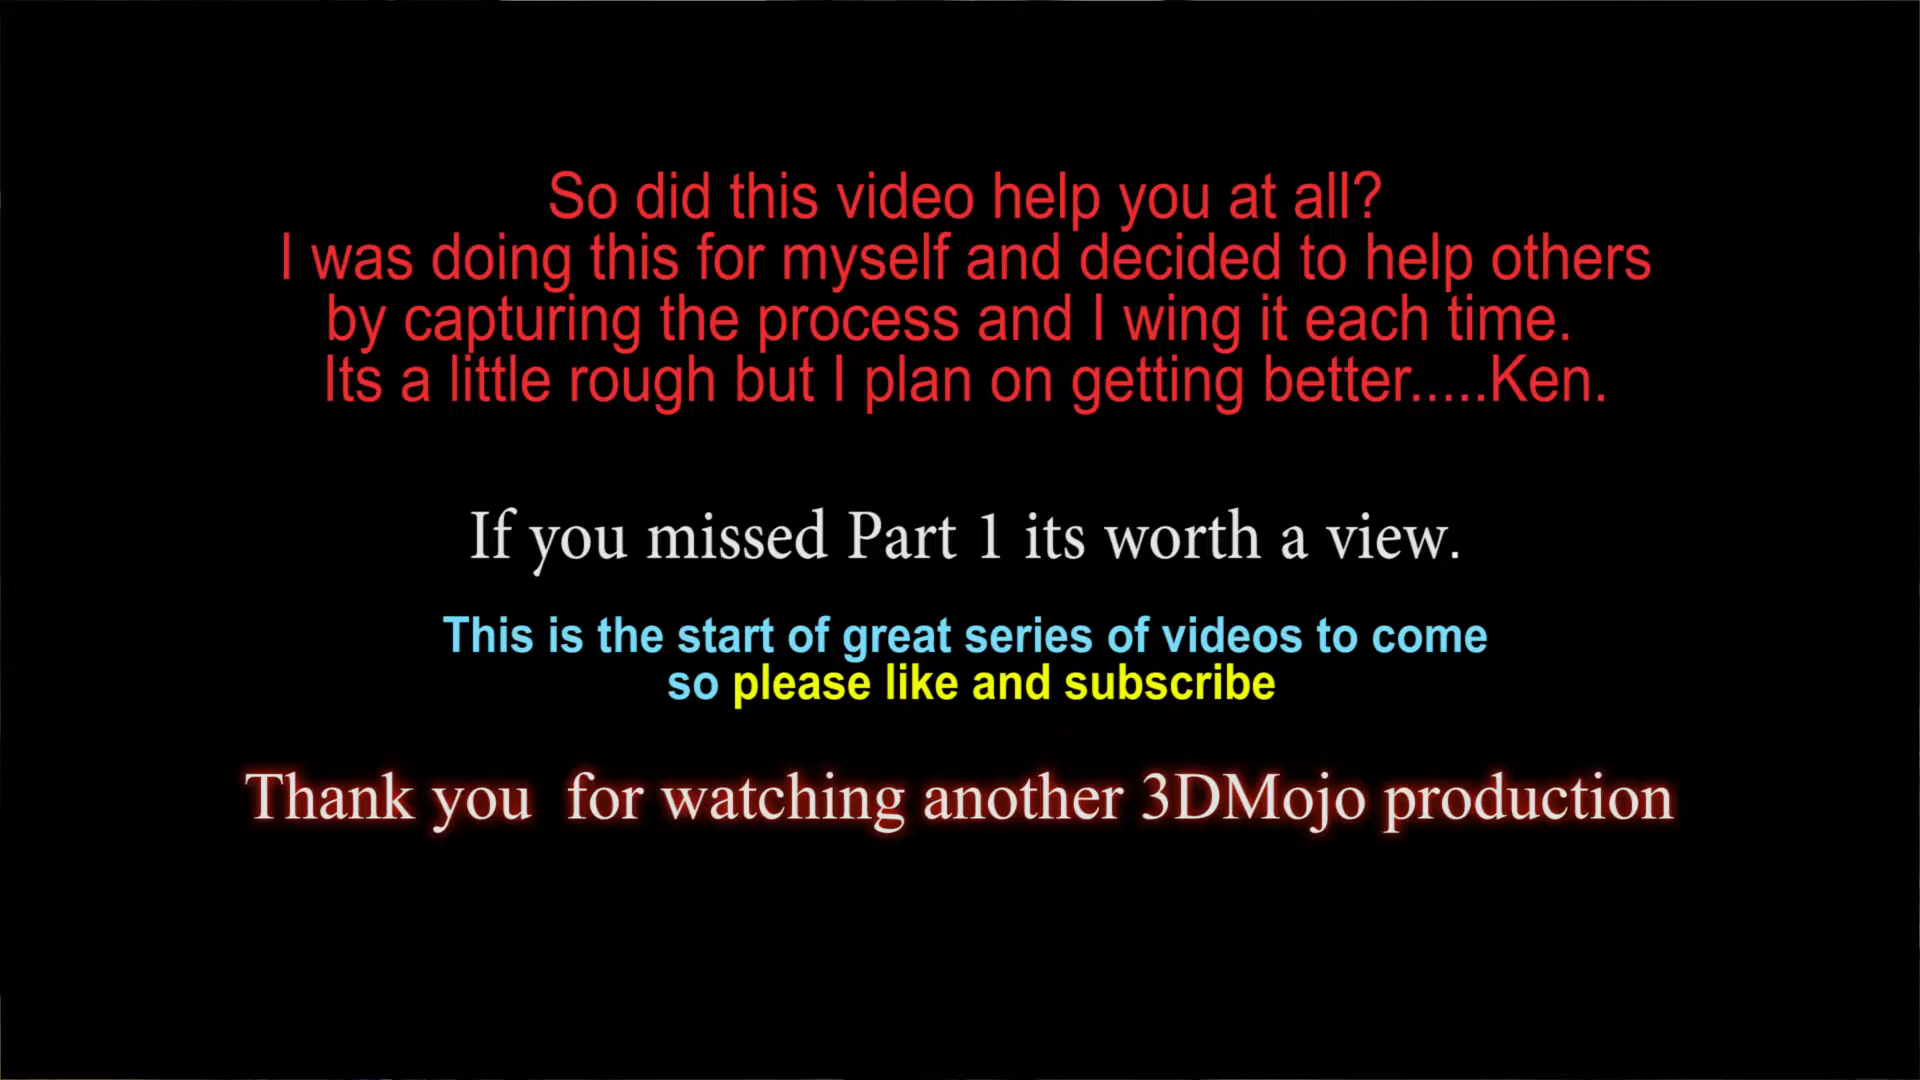 So did this video help you at all?
I was doing this for myself and decided to help others
by capturing the process and I wing it each time.
Its a little rough but I plan on getting better.....Ken.
If you missed Part 1 its worth a view.
This is the start of great series of videos to come
so please like and subscribe
Thank you  for watching another 3DMojo production